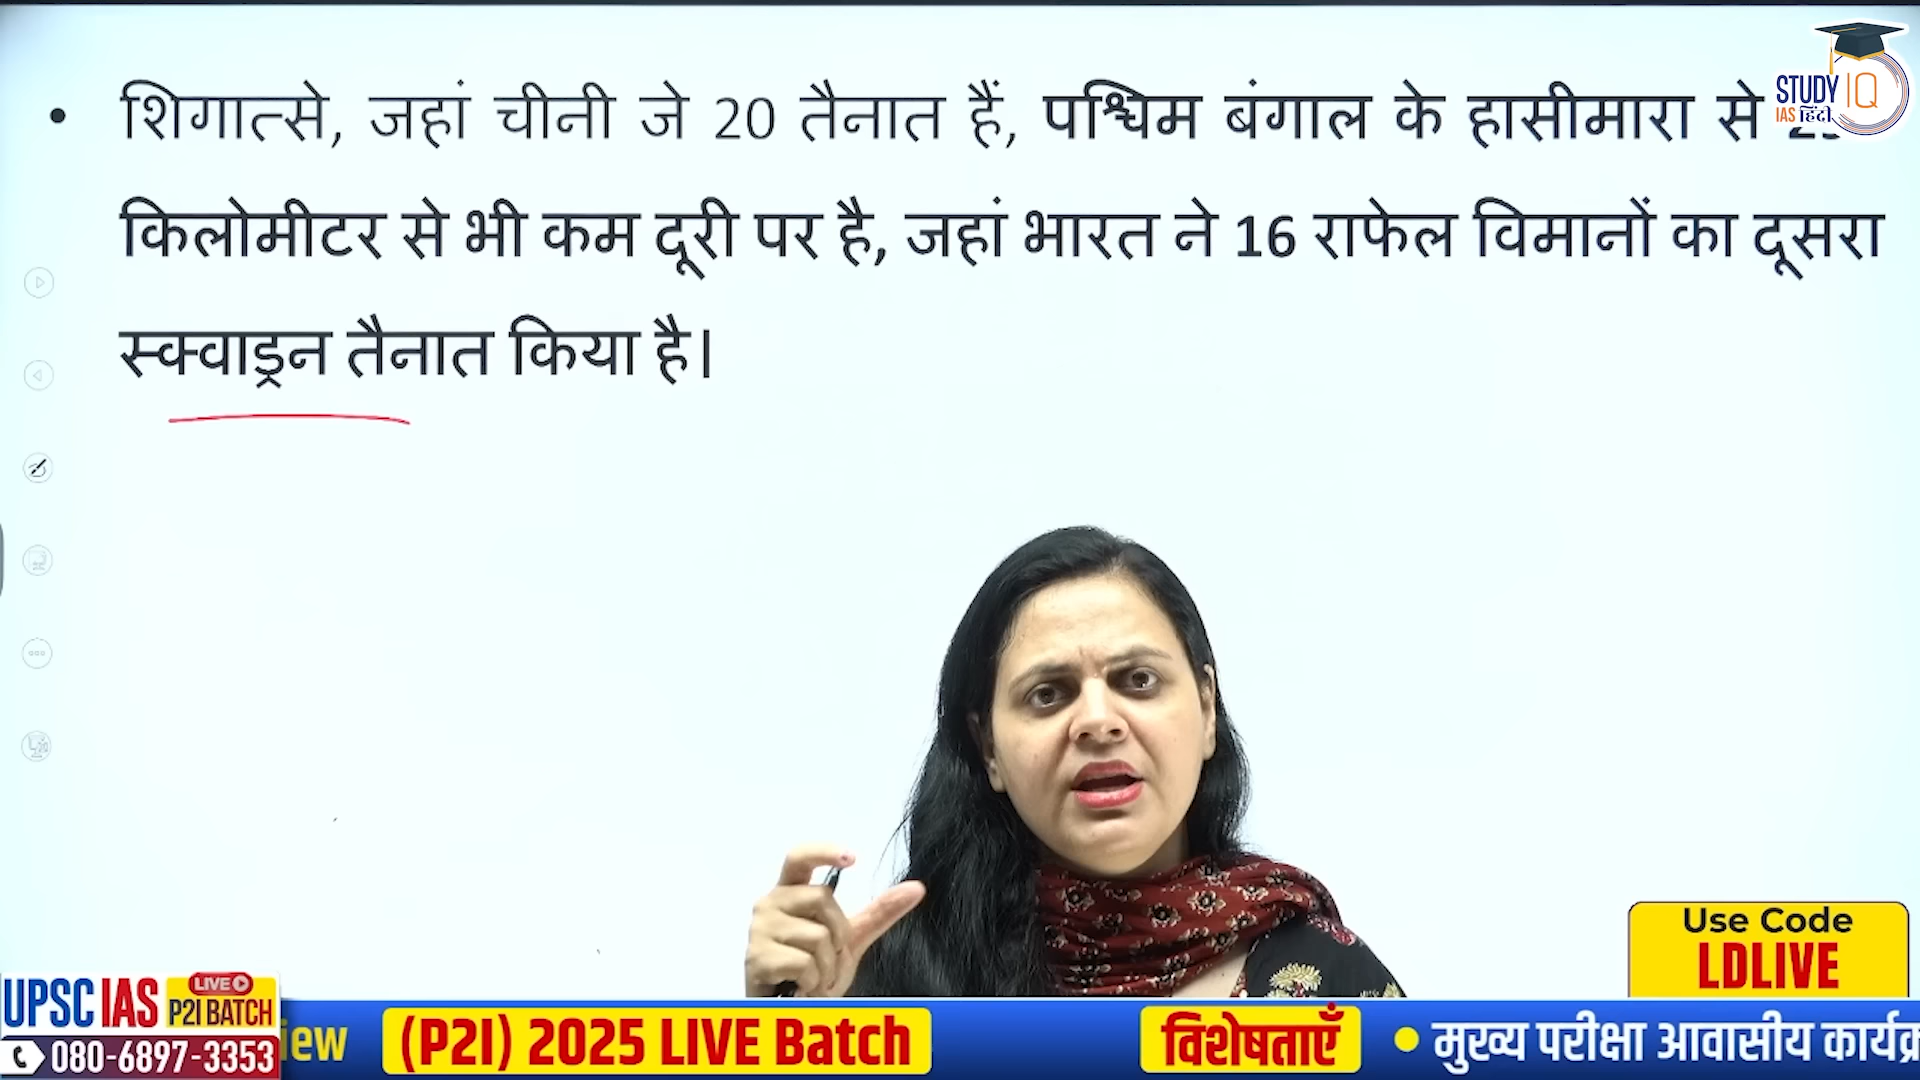 • शिगात्से, जहां चीनी जे 20 तैनात हैं, पश्चिम बंगाल के हासीमारा से
किलोमीटर से भी कम दूरी पर है, जहां भारत ने 16 राफेल विमानों का दूसरा
स्क्वाड्रन तैनात किया है।
STUDY IQ
IAS हिंदी
Use Code
LDLIVE
UPSC IAS LIVE P2I BATCH
080-6897-3353
iew (P2I) 2025 LIVE Batch विशेषताएँ • मुख्य परीक्षा आवासीय